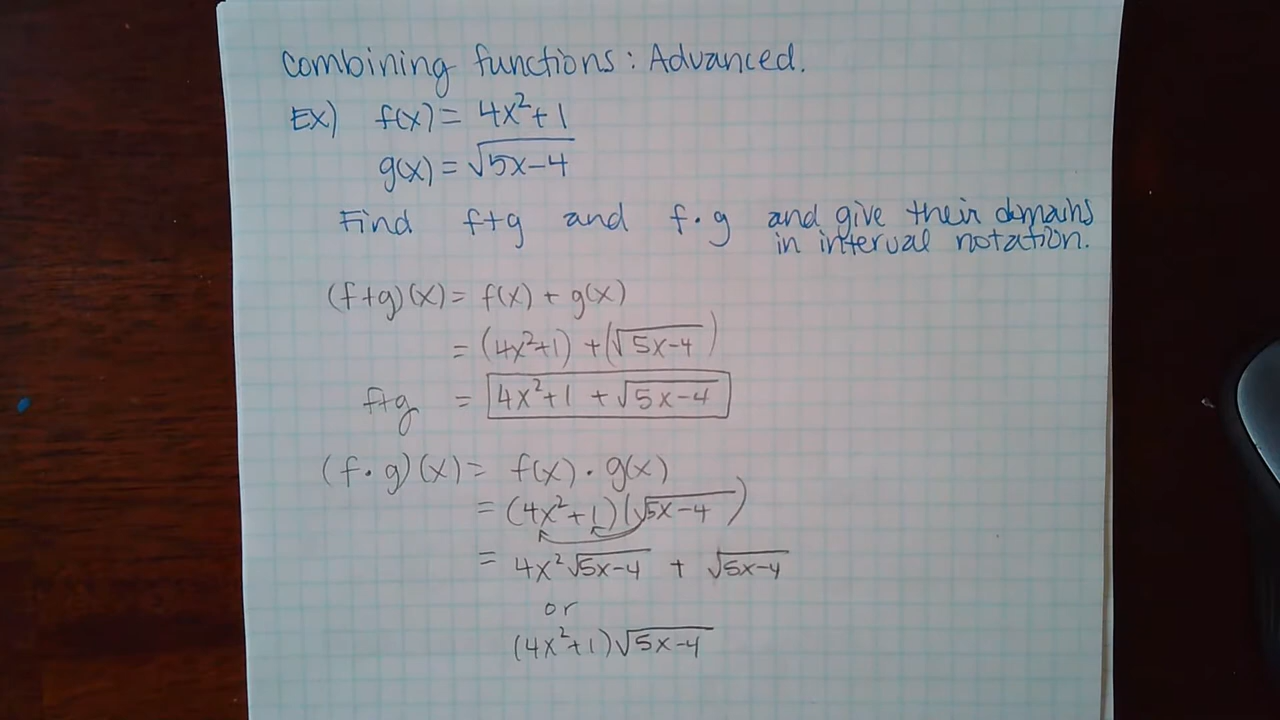 Combining functions: Advanced.
Ex) f(x) = 4x²+1
g(x) = √(5x-4)
Find f+g and f·g and give their domains
in interval notation.
(f+g)(x) = f(x) + g(x)
= (4x²+1) + (√(5x-4))
f+g = 4x²+1 + √(5x-4)
(f·g)(x) = f(x) · g(x)
= (4x²+1)(√(5x-4))
= 4x²√(5x-4) + √(5x-4)
or
(4x²+1)√(5x-4)